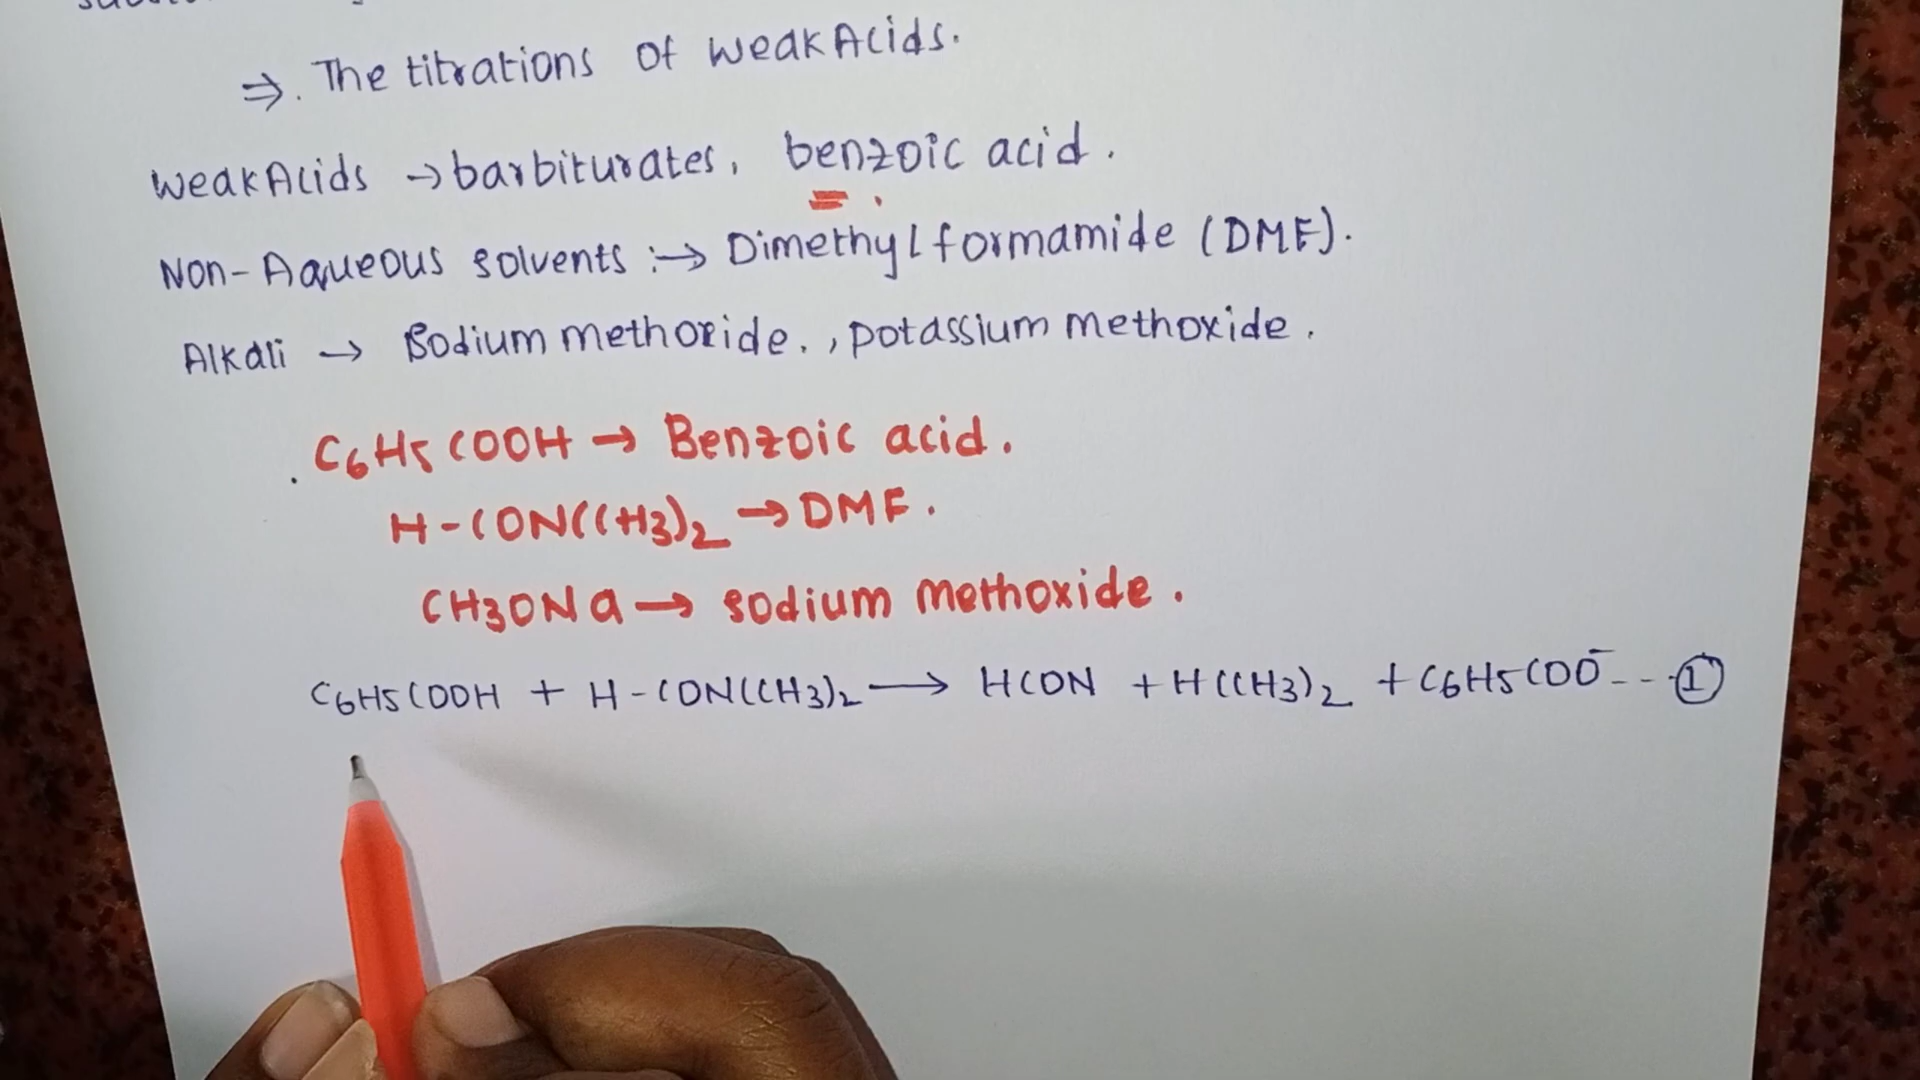 ⇒. The titrations of weak Acids.
weak Acids → barbiturates, benzoic acid.
Non-Aqueous solvents :→ Dimethyl formamide (DMF).
Alkali → Sodium methoxide., potassium methoxide.
C6H5COOH → Benzoic acid.
H-CON(CH3)2 → DMF.
CH3ONa → sodium methoxide.
C6H5COOH + H-CON(CH3)2 → HCON +H(CH3)2 + C6H5COO⁻ --- ①